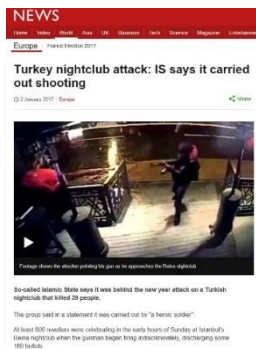 NEWS
Home Video World Asia UK Business Tech Science Magazine Entertainment
Europe France Election 2017
Turkey nightclub attack: IS says it carried
out shooting
2 January 2017 Europe
Share
Footage shows the attacker pointing his gun as he approaches the Reina nightclub
So-called Islamic State says it was behind the new year attack on a Turkish
nightclub that killed 39 people.
The group said in a statement it was carried out by "a heroic soldier".
At least 600 revellers were celebrating in the early hours of Sunday at Istanbul's
Reina nightclub when the gunman began firing indiscriminately, discharging some
180 bullets.